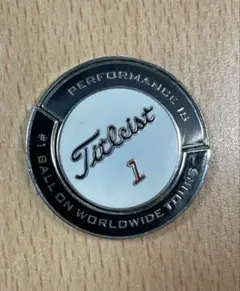 PERFORMANCE IS
Titleist
1
#1 BALL ON WORLDWIDE TOURS